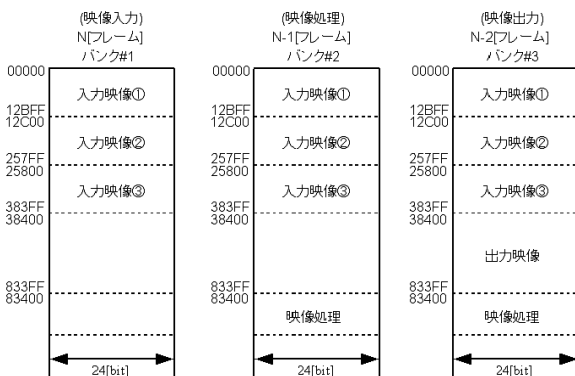 (映像入力)
N[フレーム]
バンク#1
00000
入力映像①
12BFF
12C00
入力映像②
257FF
25800
入力映像③
383FF
38400
833FF
83400
24[bit]
(映像処理)
N-1[フレーム]
バンク#2
00000
入力映像①
12BFF
12C00
入力映像②
257FF
25800
入力映像③
383FF
38400
833FF
83400
映像処理
24[bit]
(映像出力)
N-2[フレーム]
バンク#3
00000
入力映像①
12BFF
12C00
入力映像②
257FF
25800
入力映像③
383FF
38400
出力映像
833FF
83400
映像処理
24[bit]